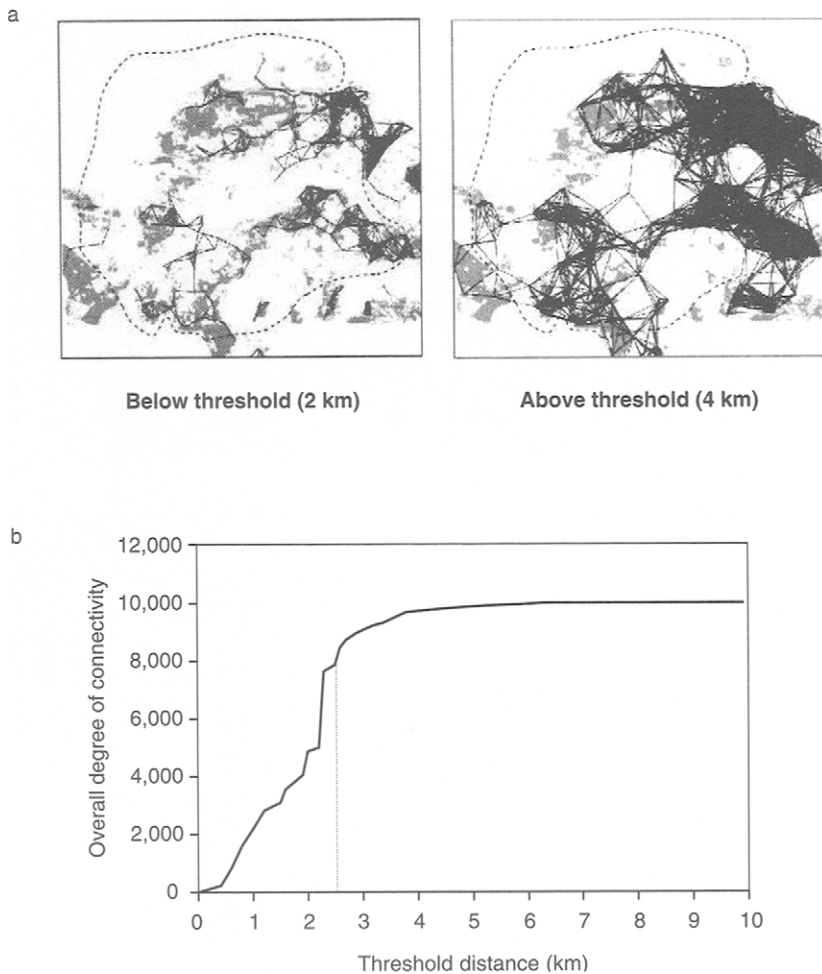 a
Below threshold (2 km)
Above threshold (4 km)
b
Overall degree of connectivity
12,000
10,000
8,000
6,000
4,000
2,000
0
0 1 2 3 4 5 6 7 8 9 10
Threshold distance (km)